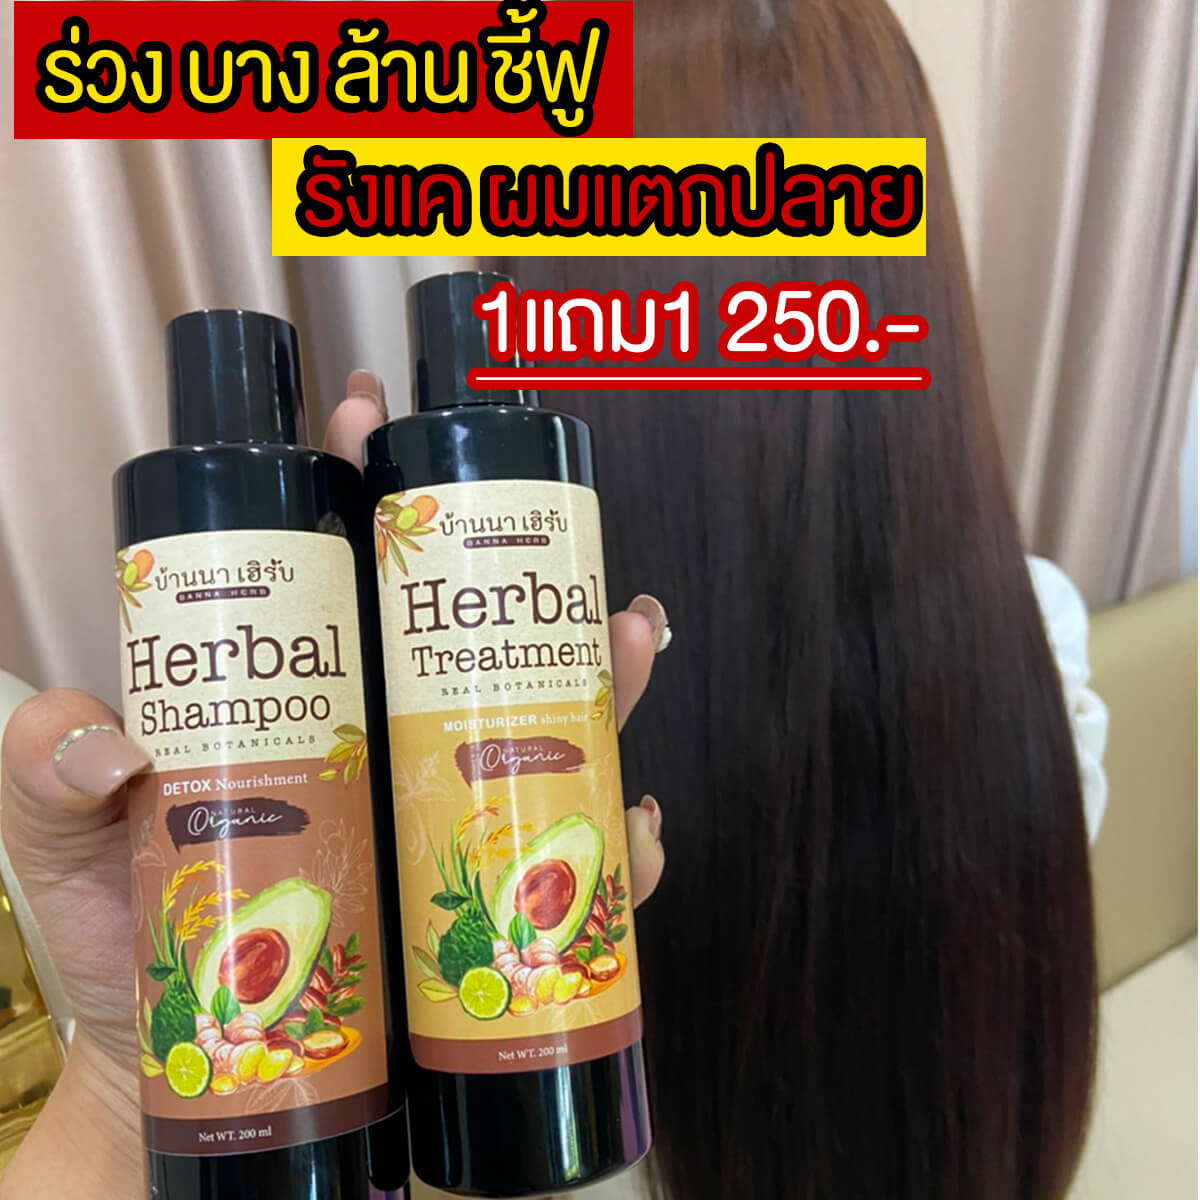 ร่วง บาง ล้าน ชี้ฟู
รังแค ผมแตกปลาย
1แถม1 250.-
บ้านนา เฮิร์บ
BANNA HERB
Herbal
Shampoo
REAL BOTANICALS
DETOX Nourishment
NATURAL
Organic
Net WT. 200 ml
บ้านนา เฮิร์บ
BANNA HERB
Herbal
Treatment
REAL BOTANICALS
MOISTURIZER shiny hair
NATURAL
Organic
Net WT. 200 ml